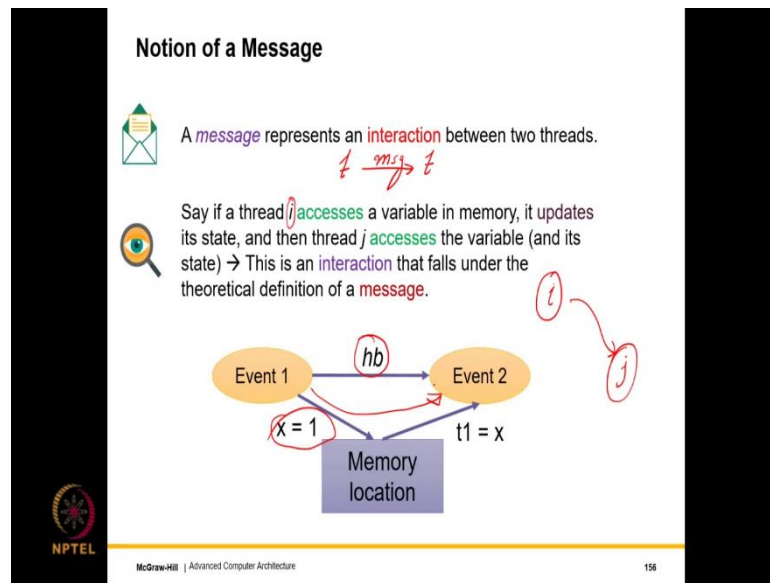 Notion of a Message
A message represents an interaction between two threads.
t msg t
Say if a thread i accesses a variable in memory, it updates
its state, and then thread j accesses the variable (and its
state) → This is an interaction that falls under the
theoretical definition of a message.
i
j
hb
Event 1
Event 2
x = 1
t1 = x
Memory
location
NPTEL
McGraw-Hill | Advanced Computer Architecture
156